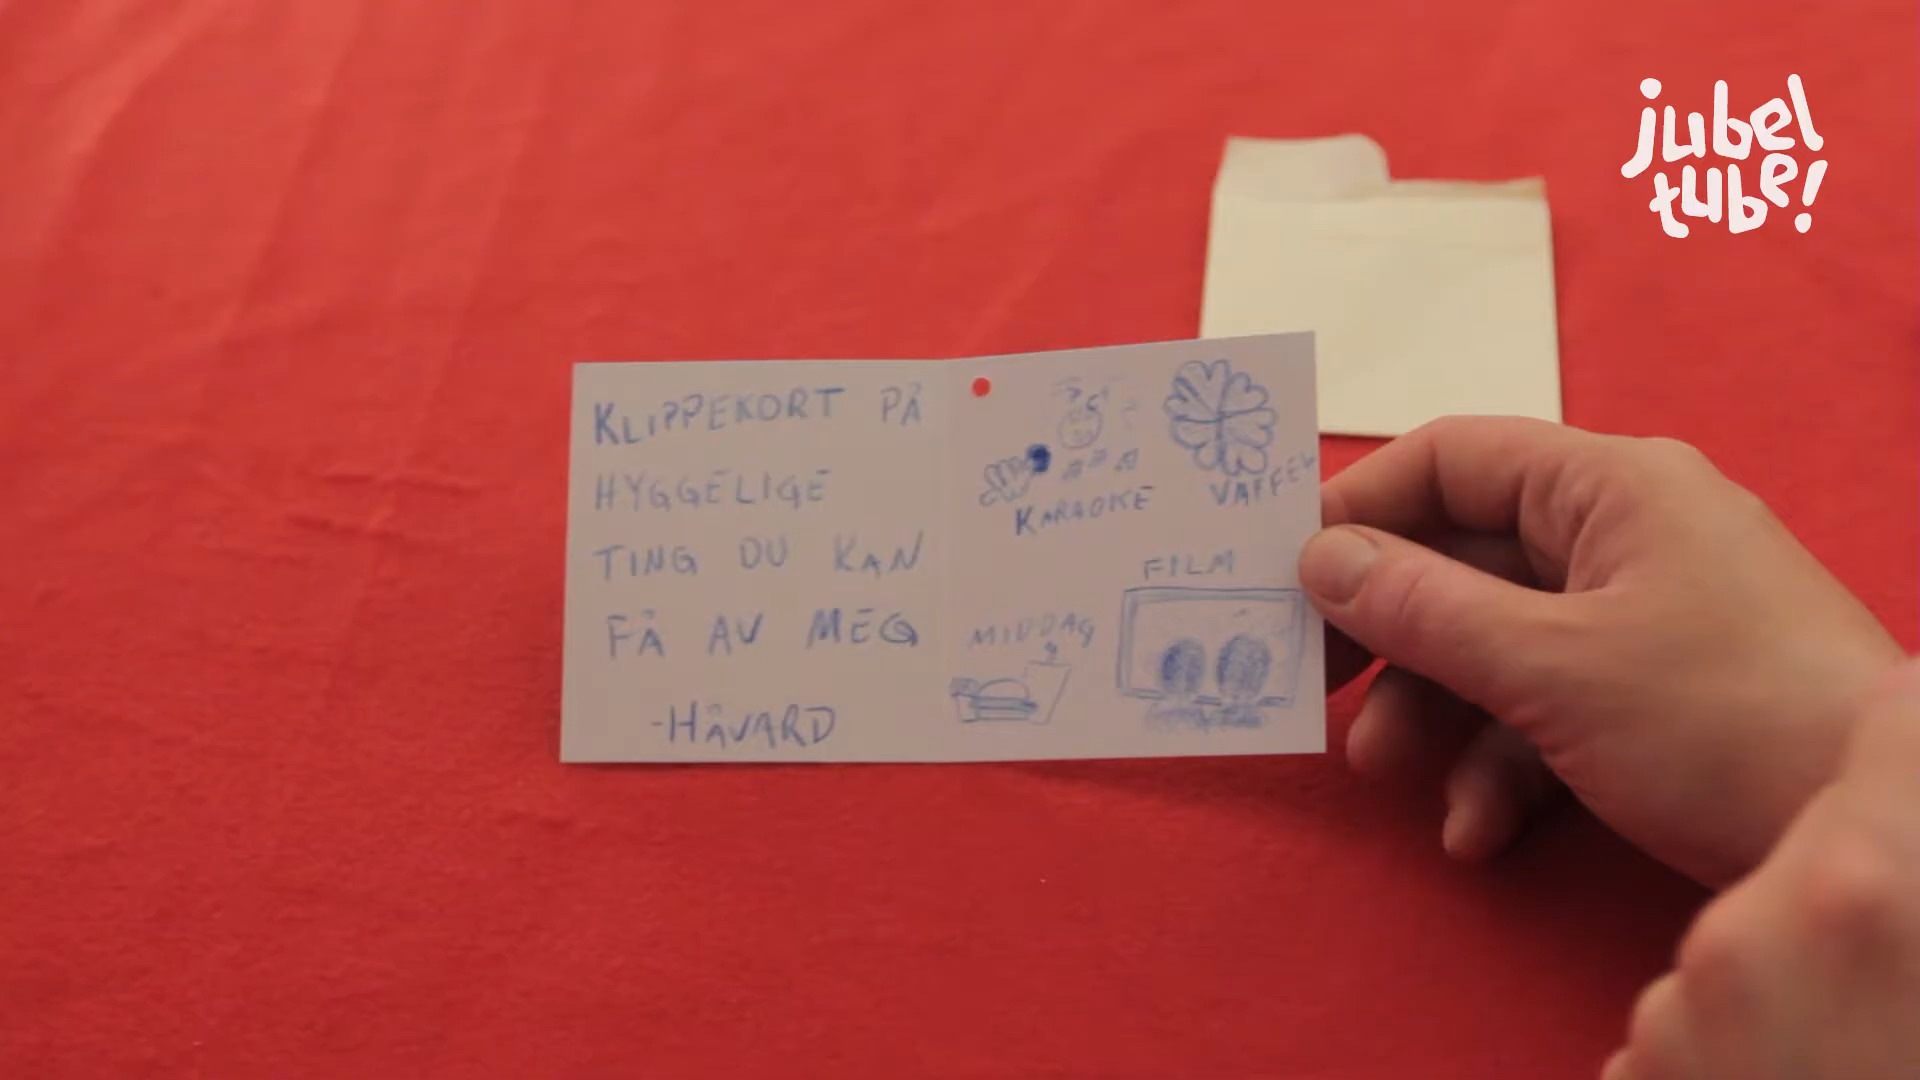 KLIPPEKORT PÅ
HYGGELIGE
TING DU KAN
FÅ AV MEG
-HÅVARD
KARAOKE
VAFFEL
MIDDAG
FILM
jubel
tube!